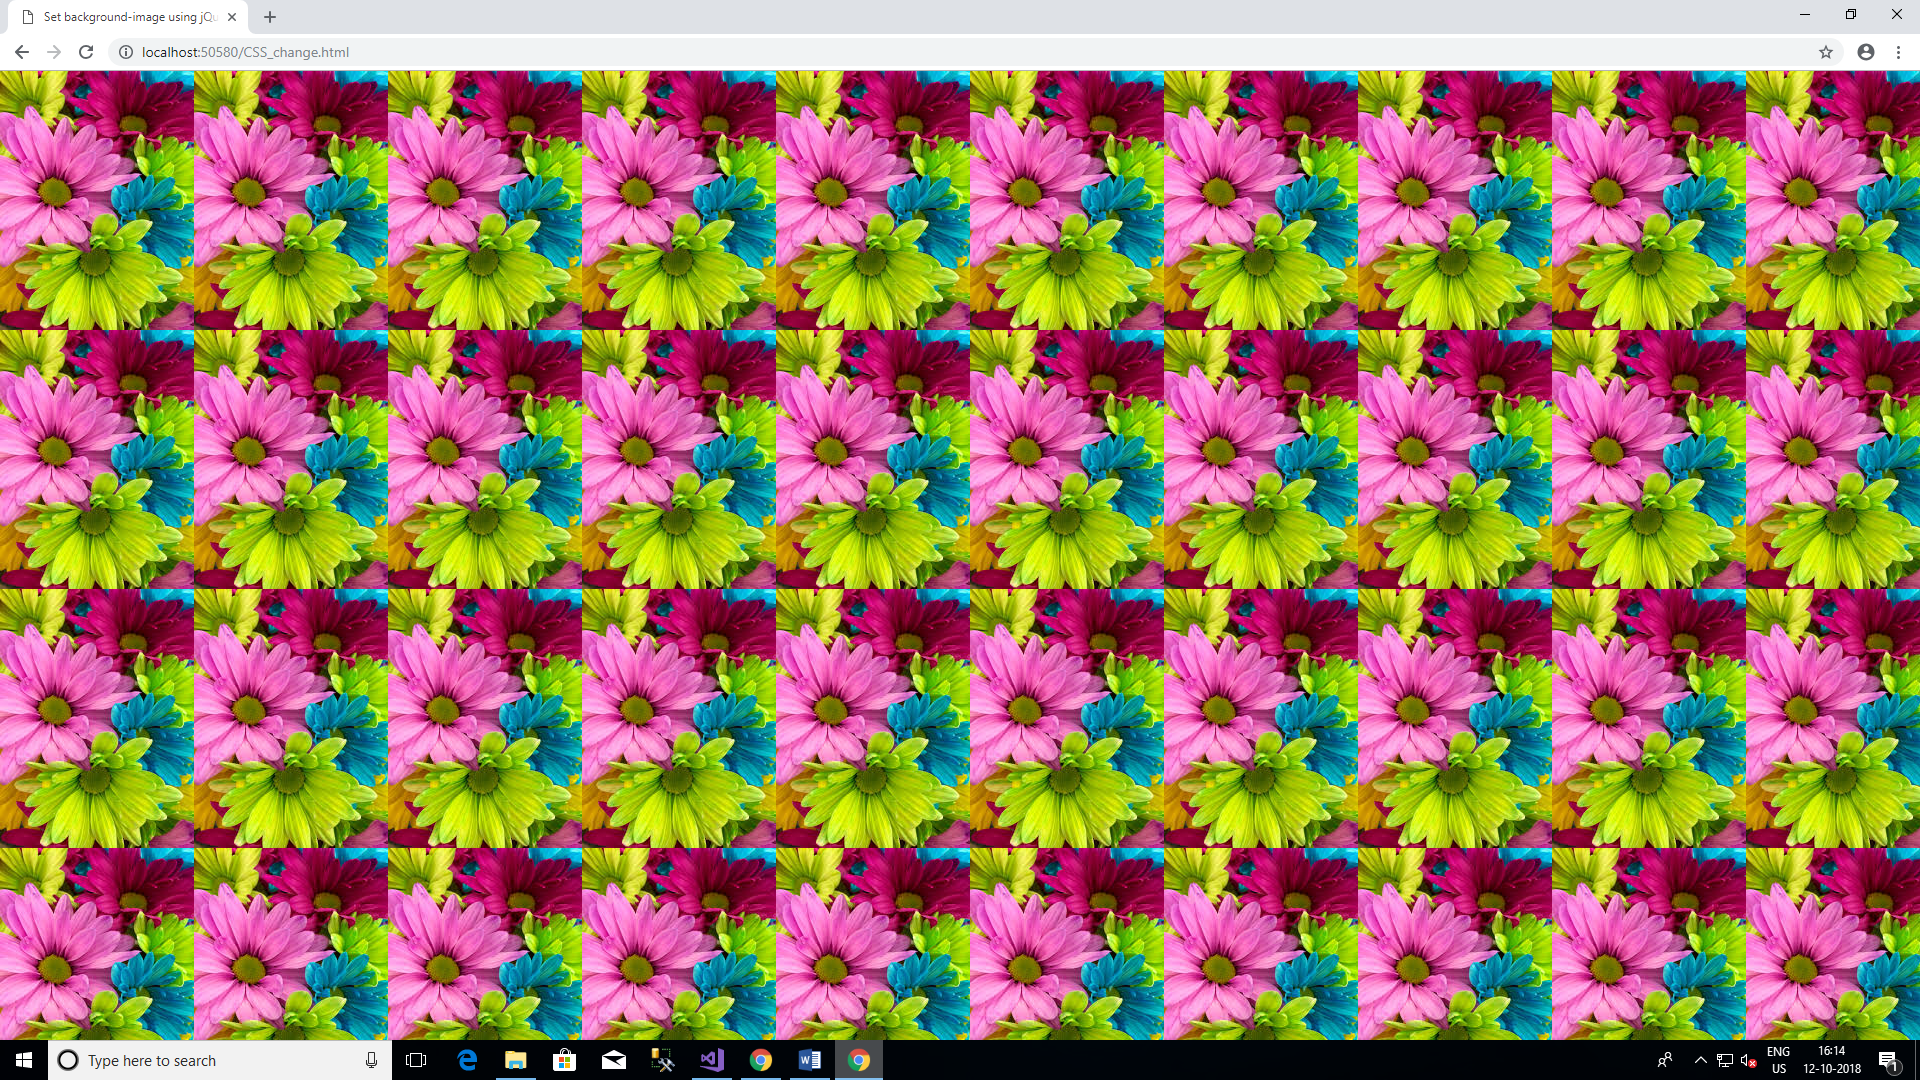 Set background-image using jQu
localhost:50580/CSS_change.html
Type here to search
ENG
US
16:14
12-10-2018
1